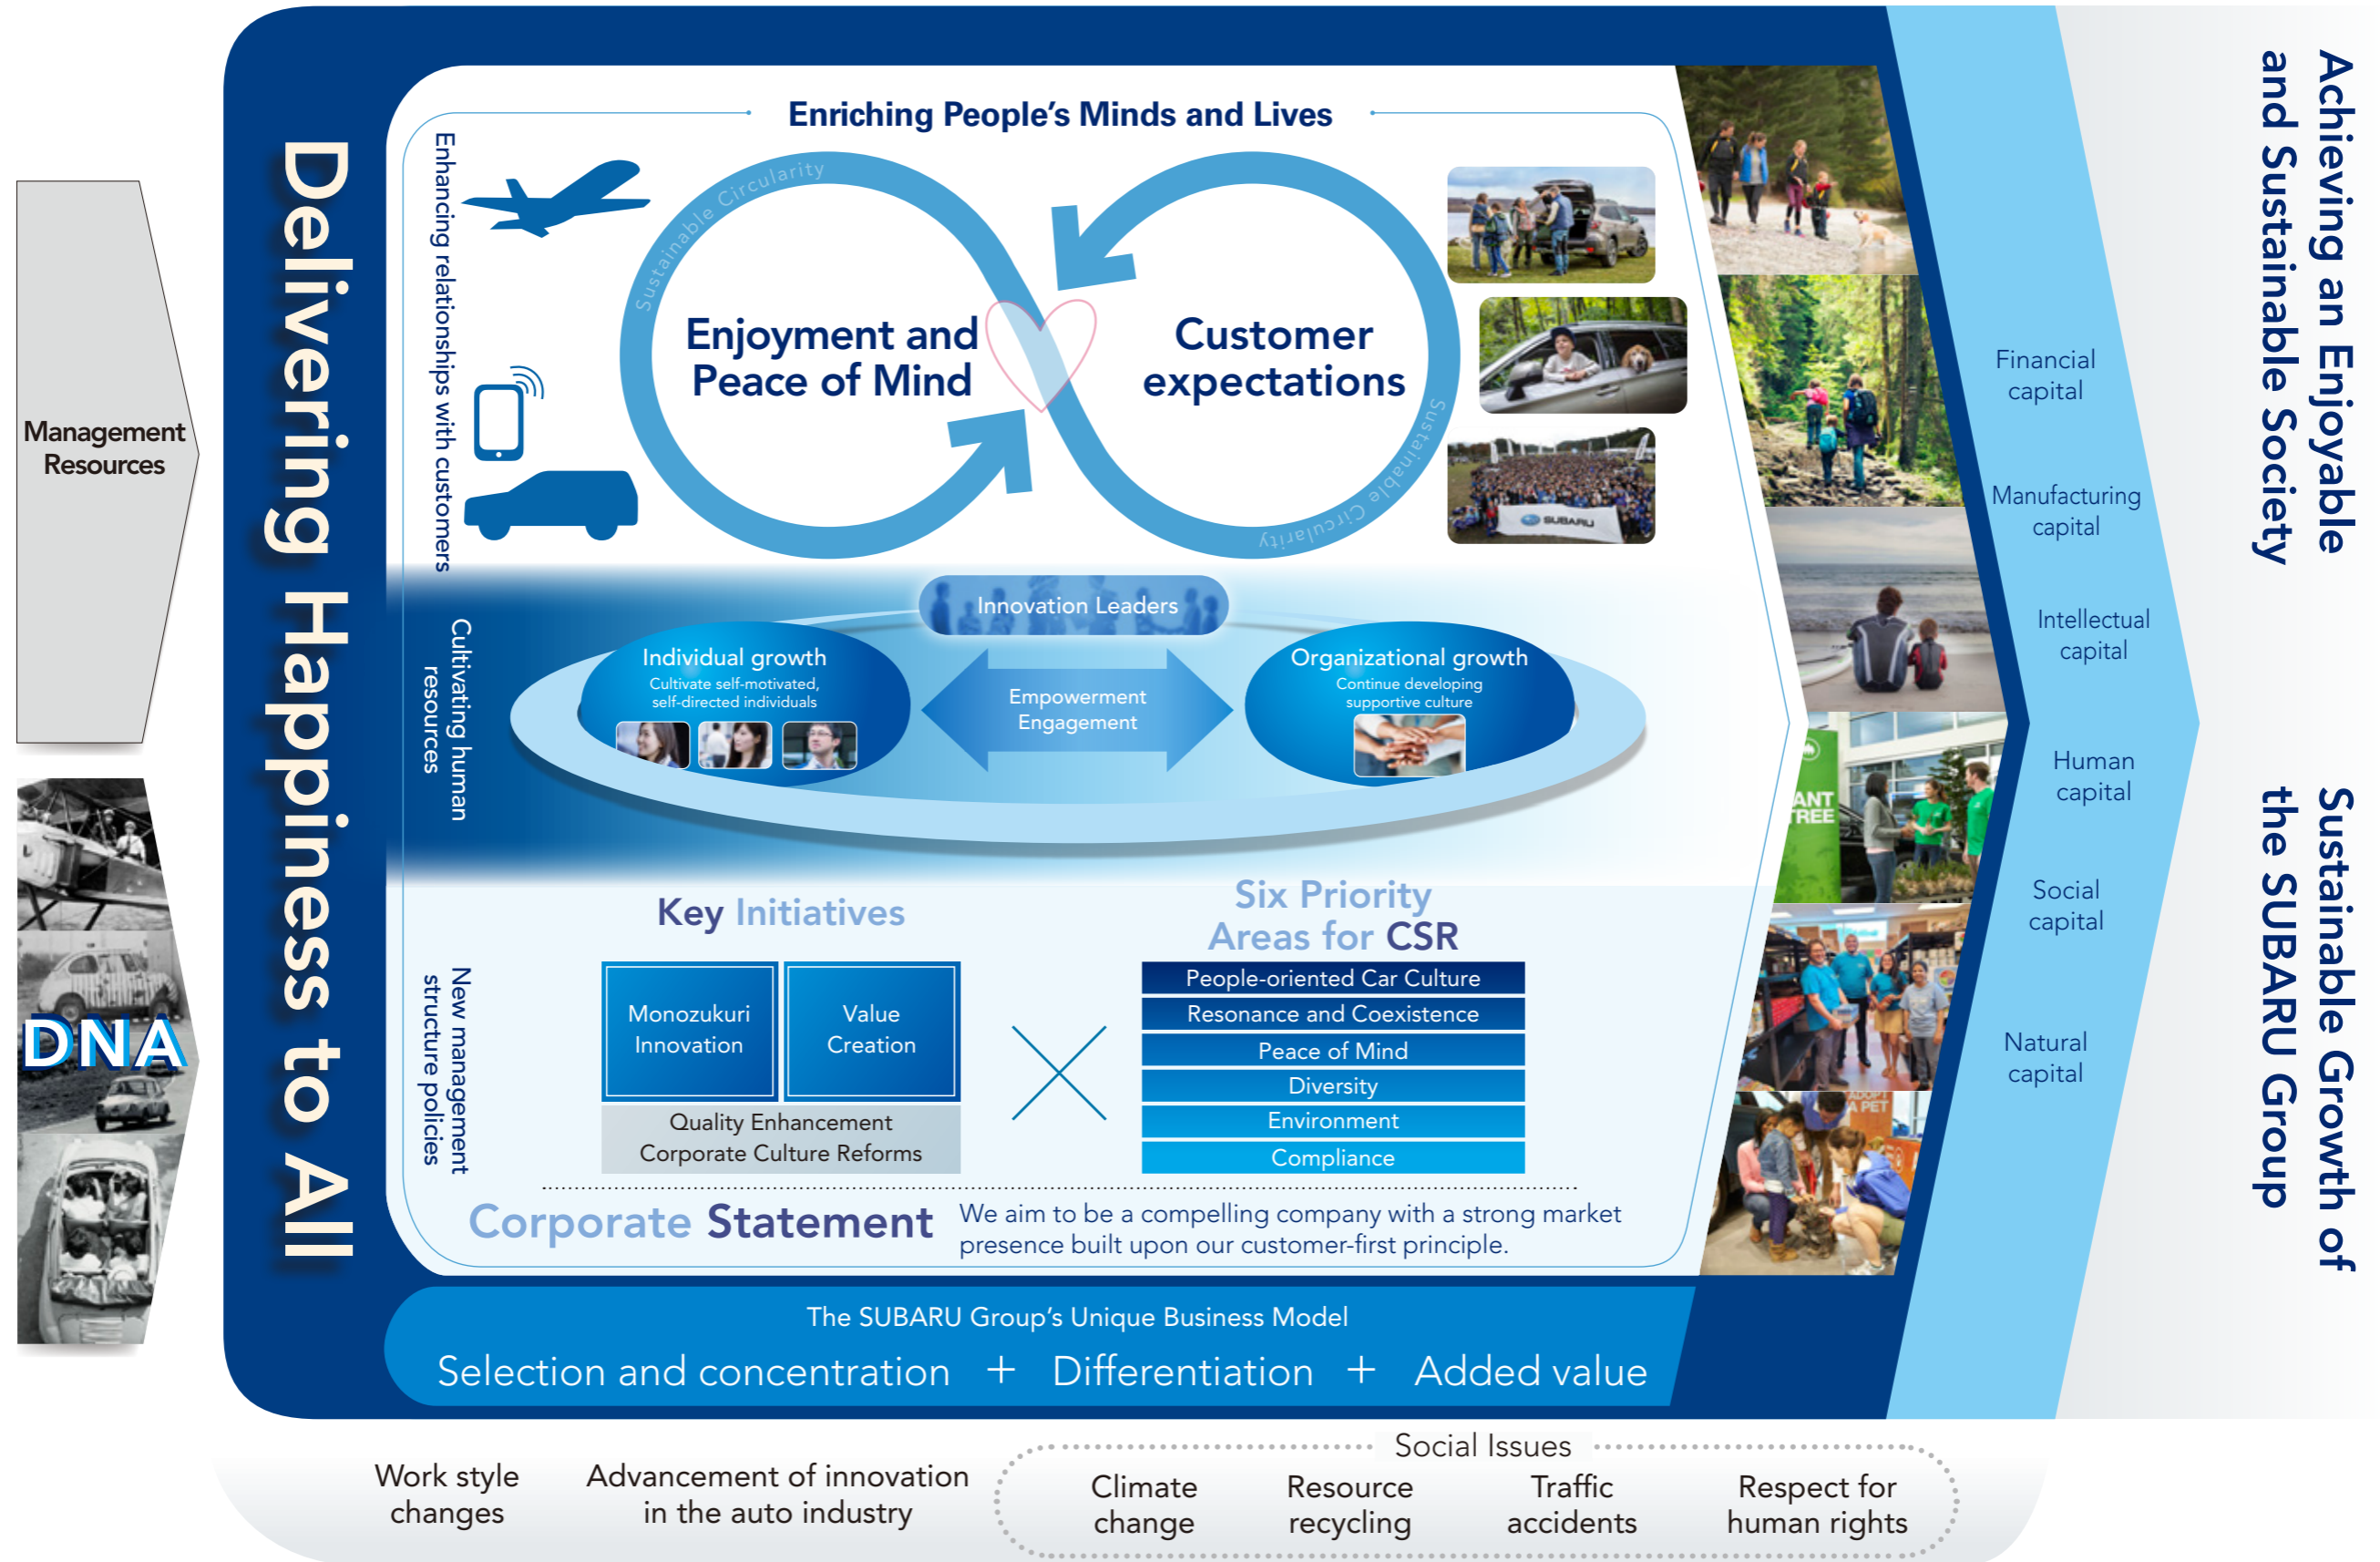 Management
Resources
DNA
Delivering Happiness to All
Enriching People's Minds and Lives
Enhancing relationships with customers
Sustainable Circularity
Enjoyment and
Peace of Mind
Customer
expectations
Sustainable Circularity
SUBARU
Cultivating human
resources
Innovation Leaders
Individual growth
Cultivate self-motivated,
self-directed individuals
Empowerment
Engagement
Organizational growth
Continue developing
supportive culture
New management
structure policies
Key Initiatives
Monozukuri
Innovation
Value
Creation
Quality Enhancement
Corporate Culture Reforms
Six Priority
Areas for CSR
People-oriented Car Culture
Resonance and Coexistence
Peace of Mind
Diversity
Environment
Compliance
Corporate Statement
We aim to be a compelling company with a strong market
presence built upon our customer-first principle.
The SUBARU Group's Unique Business Model
Selection and concentration + Differentiation + Added value
ANT
TREE
ADOPT
A PET
Financial
capital
Manufacturing
capital
Intellectual
capital
Human
capital
Social
capital
Natural
capital
Achieving an Enjoyable
and Sustainable Society
Sustainable Growth of
the SUBARU Group
Work style
changes
Advancement of innovation
in the auto industry
Social Issues
Climate
change
Resource
recycling
Traffic
accidents
Respect for
human rights